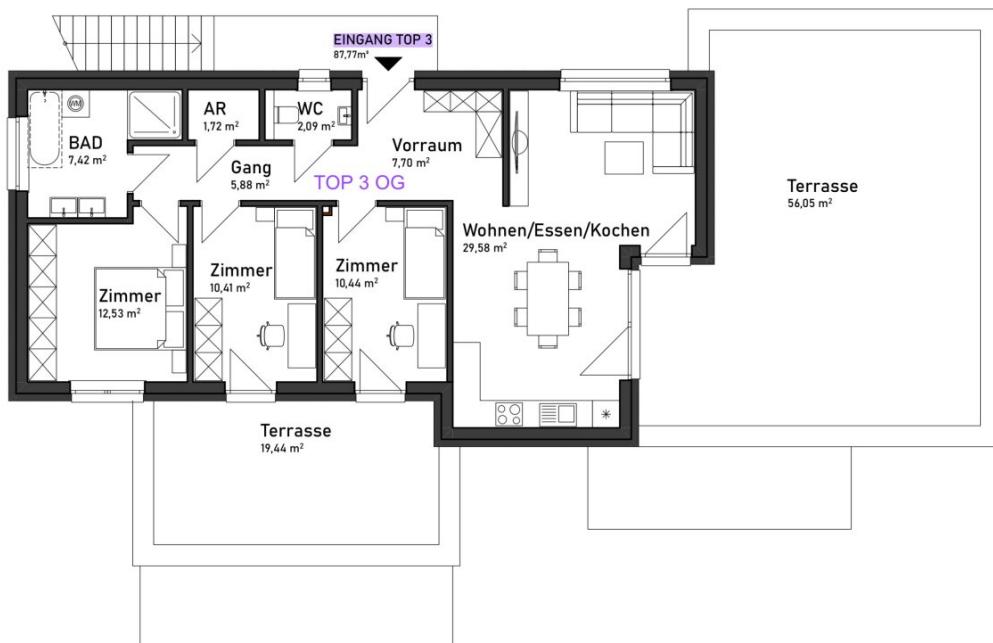 EINGANG TOP 3
87,77m²
AR
1,72 m²
WC
2,09 m²
WM
BAD
7,42 m²
Vorraum
7,70 m²
Gang
5,88 m²
TOP 3 OG
Terrasse
56,05 m²
Wohnen/Essen/Kochen
29,58 m²
Zimmer
12,53 m²
Zimmer
10,41 m²
Zimmer
10,44 m²
Terrasse
19,44 m²